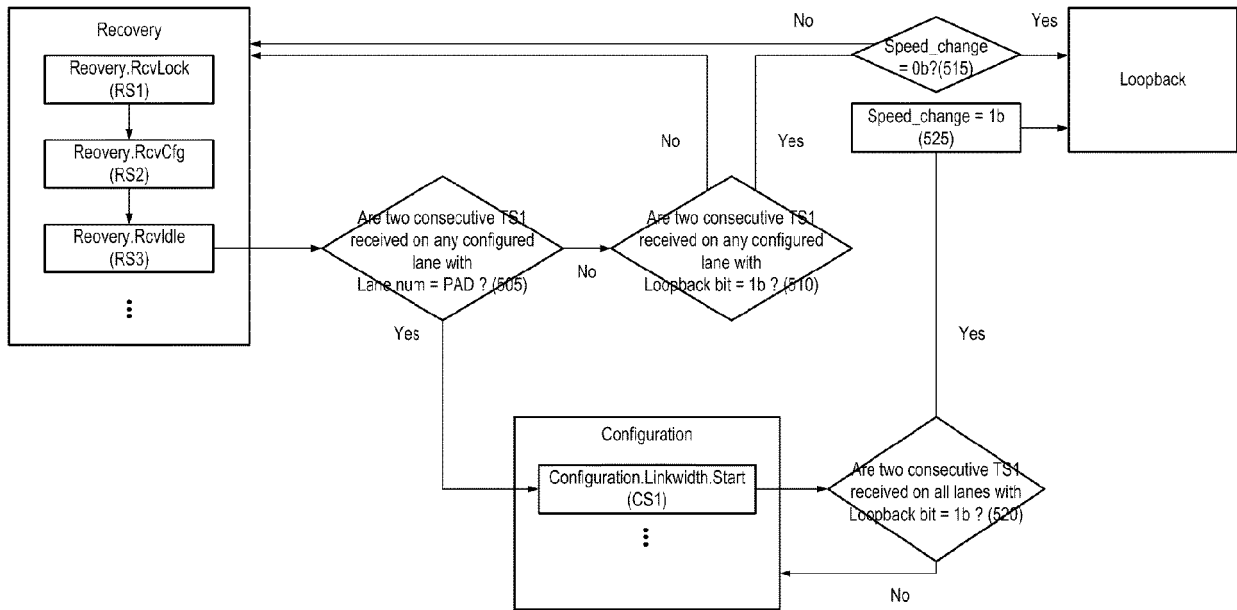 Recovery
Reovery.RcvLock
(RS1)
Reovery.RcvCfg
(RS2)
Reovery.RcvIdle
(RS3)
Are two consecutive TS1
received on any configured
lane with
Lane num = PAD ? (505)
No
Yes
Are two consecutive TS1
received on any configured
lane with
Loopback bit = 1b ? (510)
No
Yes
No
Speed_change
= 0b?(515)
Yes
Speed_change = 1b
(525)
Loopback
Configuration
Configuration.Linkwidth.Start
(CS1)
Are two consecutive TS1
received on all lanes with
Loopback bit = 1b ? (520)
Yes
No